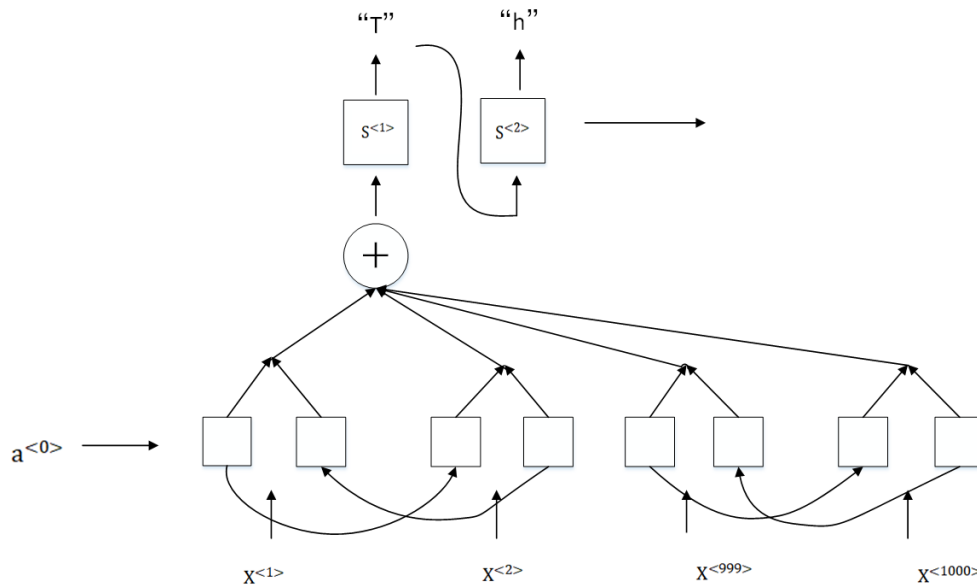 “T” “h”
S<1> S<2>
+
a<0>
X<1> X<2> X<999> X<1000>